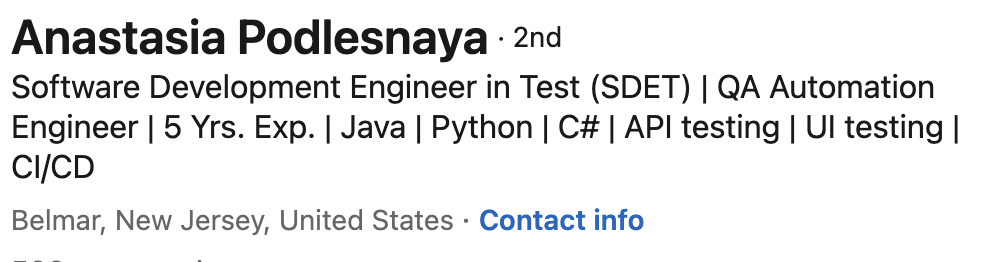 Anastasia Podlesnaya · 2nd
Software Development Engineer in Test (SDET) | QA Automation
Engineer | 5 Yrs. Exp. | Java | Python | C# | API testing | UI testing |
CI/CD
Belmar, New Jersey, United States · Contact info